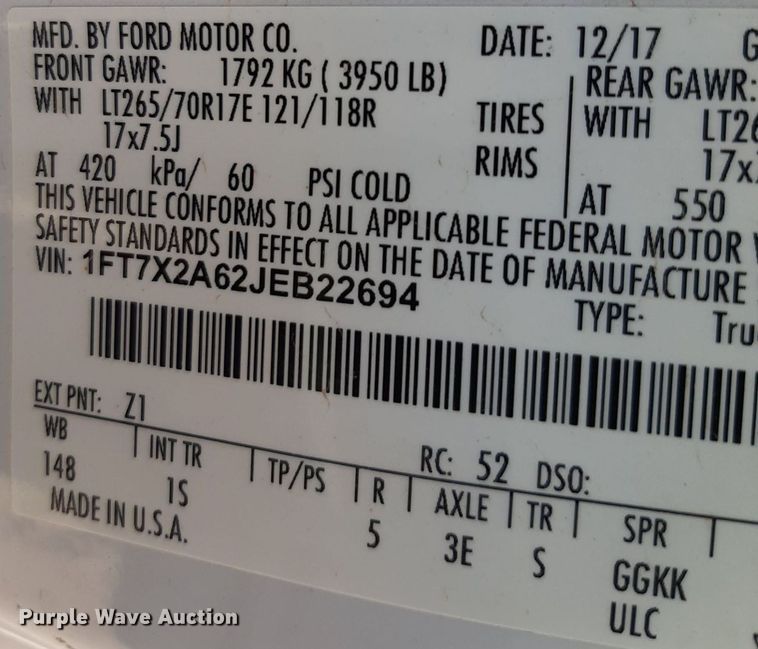 MFD. BY FORD MOTOR CO. DATE: 12/17 G
FRONT GAWR: 1792 KG ( 3950 LB) REAR GAWR:
WITH LT265/70R17E 121/118R TIRES WITH LT26
17x7.5J RIMS 17x
AT 420 kPa/ 60 PSI COLD AT 550
THIS VEHICLE CONFORMS TO ALL APPLICABLE FEDERAL MOTOR
SAFETY STANDARDS IN EFFECT ON THE DATE OF MANUFACTURE
VIN: 1FT7X2A62JEB22694
TYPE: Tru
EXT PNT: Z1 RC: 52 DSO:
WB INT TR TP/PS R AXLE TR SPR
148 1S 5 3E S GGKK
MADE IN U.S.A. ULC
Purple Wave Auction